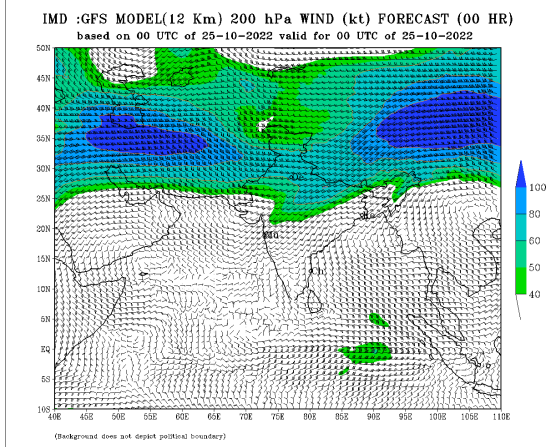 IMD :GFS MODEL(12 Km) 200 hPa WIND (kt) FORECAST (00 HR)
based on 00 UTC of 25-10-2022 valid for 00 UTC of 25-10-2022
50N
45N
40N
35N
30N
25N
20N
15N
10N
5N
EQ
5S
10S
40E 45E 50E 55E 60E 65E 70E 75E 80E 85E 90E 95E 100E 105E 110E
100
80
60
50
40
(Background does not depict political boundary)